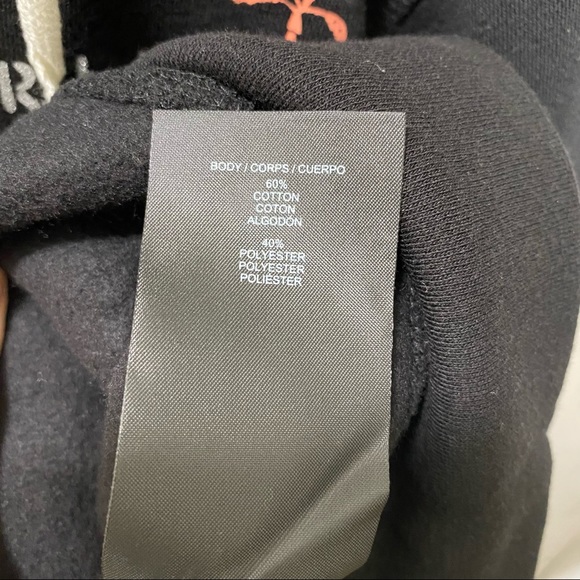 BODY / CORPS / CUERPO
60%
COTTON
COTON
ALGODÓN
40%
POLYESTER
POLYESTER
POLIÉSTER